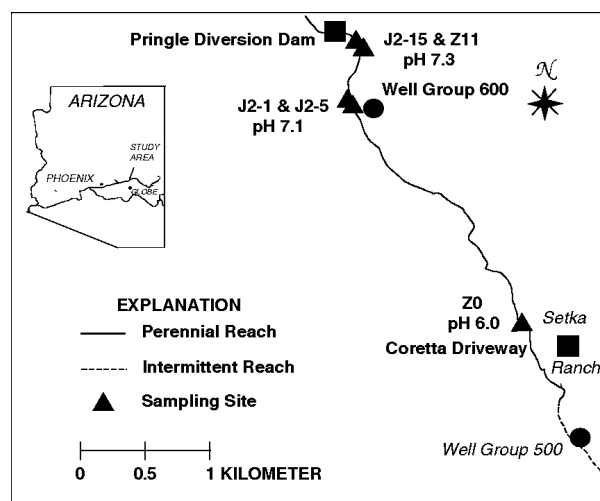 Pringle Diversion Dam
J2-15 & Z11
pH 7.3
N
Well Group 600
J2-1 & J2-5
pH 7.1
ARIZONA
STUDY
AREA
PHOENIX
GLOBE
EXPLANATION
Perennial Reach
Intermittent Reach
Sampling Site
Z0
pH 6.0
Coretta Driveway
Setka
Ranch
Well Group 500
0 0.5 1 KILOMETER